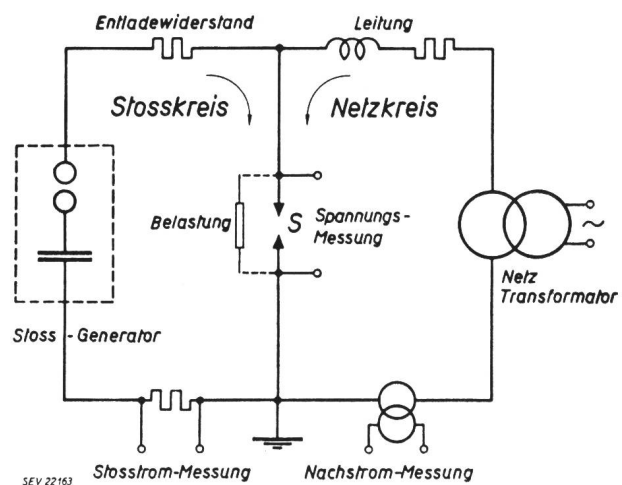 Entladewiderstand
Leitung
Stosskreis
Netzkreis
Belastung
S
Spannungs-
Messung
~
Netz
Transformator
Stoss-Generator
Stosstrom-Messung
Nachstrom-Messung
SEV 22163